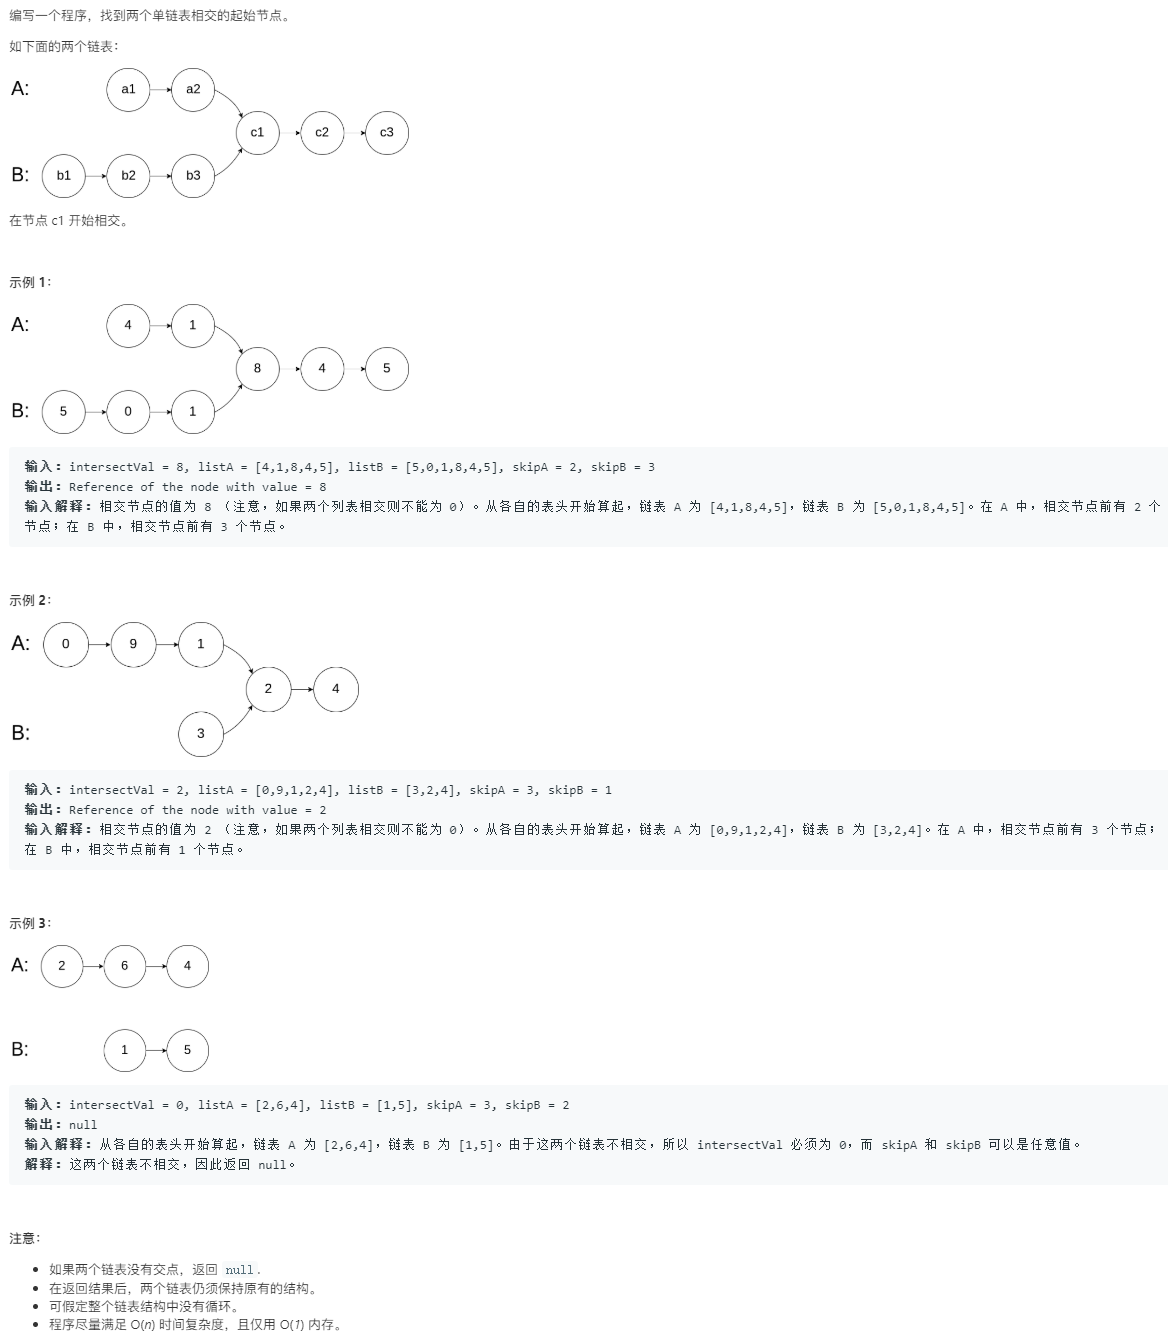 编写一个程序，找到两个单链表相交的起始节点。
如下面的两个链表：
A: a1 a2
c1 c2 c3
B: b1 b2 b3
在节点 c1 开始相交。
示例 1：
A: 4 1
8 4 5
B: 5 0 1
输入：intersectVal = 8, listA = [4,1,8,4,5], listB = [5,0,1,8,4,5], skipA = 2, skipB = 3
输出：Reference of the node with value = 8
输入解释：相交节点的值为 8 （注意，如果两个列表相交则不能为 0）。从各自的表头开始算起，链表 A 为 [4,1,8,4,5]，链表 B 为 [5,0,1,8,4,5]。在 A 中，相交节点前有 2 个
节点；在 B 中，相交节点前有 3 个节点。
示例 2：
A: 0 9 1
2 4
B: 3
输入：intersectVal = 2, listA = [0,9,1,2,4], listB = [3,2,4], skipA = 3, skipB = 1
输出：Reference of the node with value = 2
输入解释：相交节点的值为 2 （注意，如果两个列表相交则不能为 0）。从各自的表头开始算起，链表 A 为 [0,9,1,2,4]，链表 B 为 [3,2,4]。在 A 中，相交节点前有 3 个节点；
在 B 中，相交节点前有 1 个节点。
示例 3：
A: 2 6 4
B: 1 5
输入：intersectVal = 0, listA = [2,6,4], listB = [1,5], skipA = 3, skipB = 2
输出：null
输入解释：从各自的表头开始算起，链表 A 为 [2,6,4]，链表 B 为 [1,5]。由于这两个链表不相交，所以 intersectVal 必须为 0，而 skipA 和 skipB 可以是任意值。
解释：这两个链表不相交，因此返回 null。
注意：
• 如果两个链表没有交点，返回 null.
• 在返回结果后，两个链表仍须保持原有的结构。
• 可假定整个链表结构中没有循环。
• 程序尽量满足 O(n) 时间复杂度，且仅用 O(1) 内存。